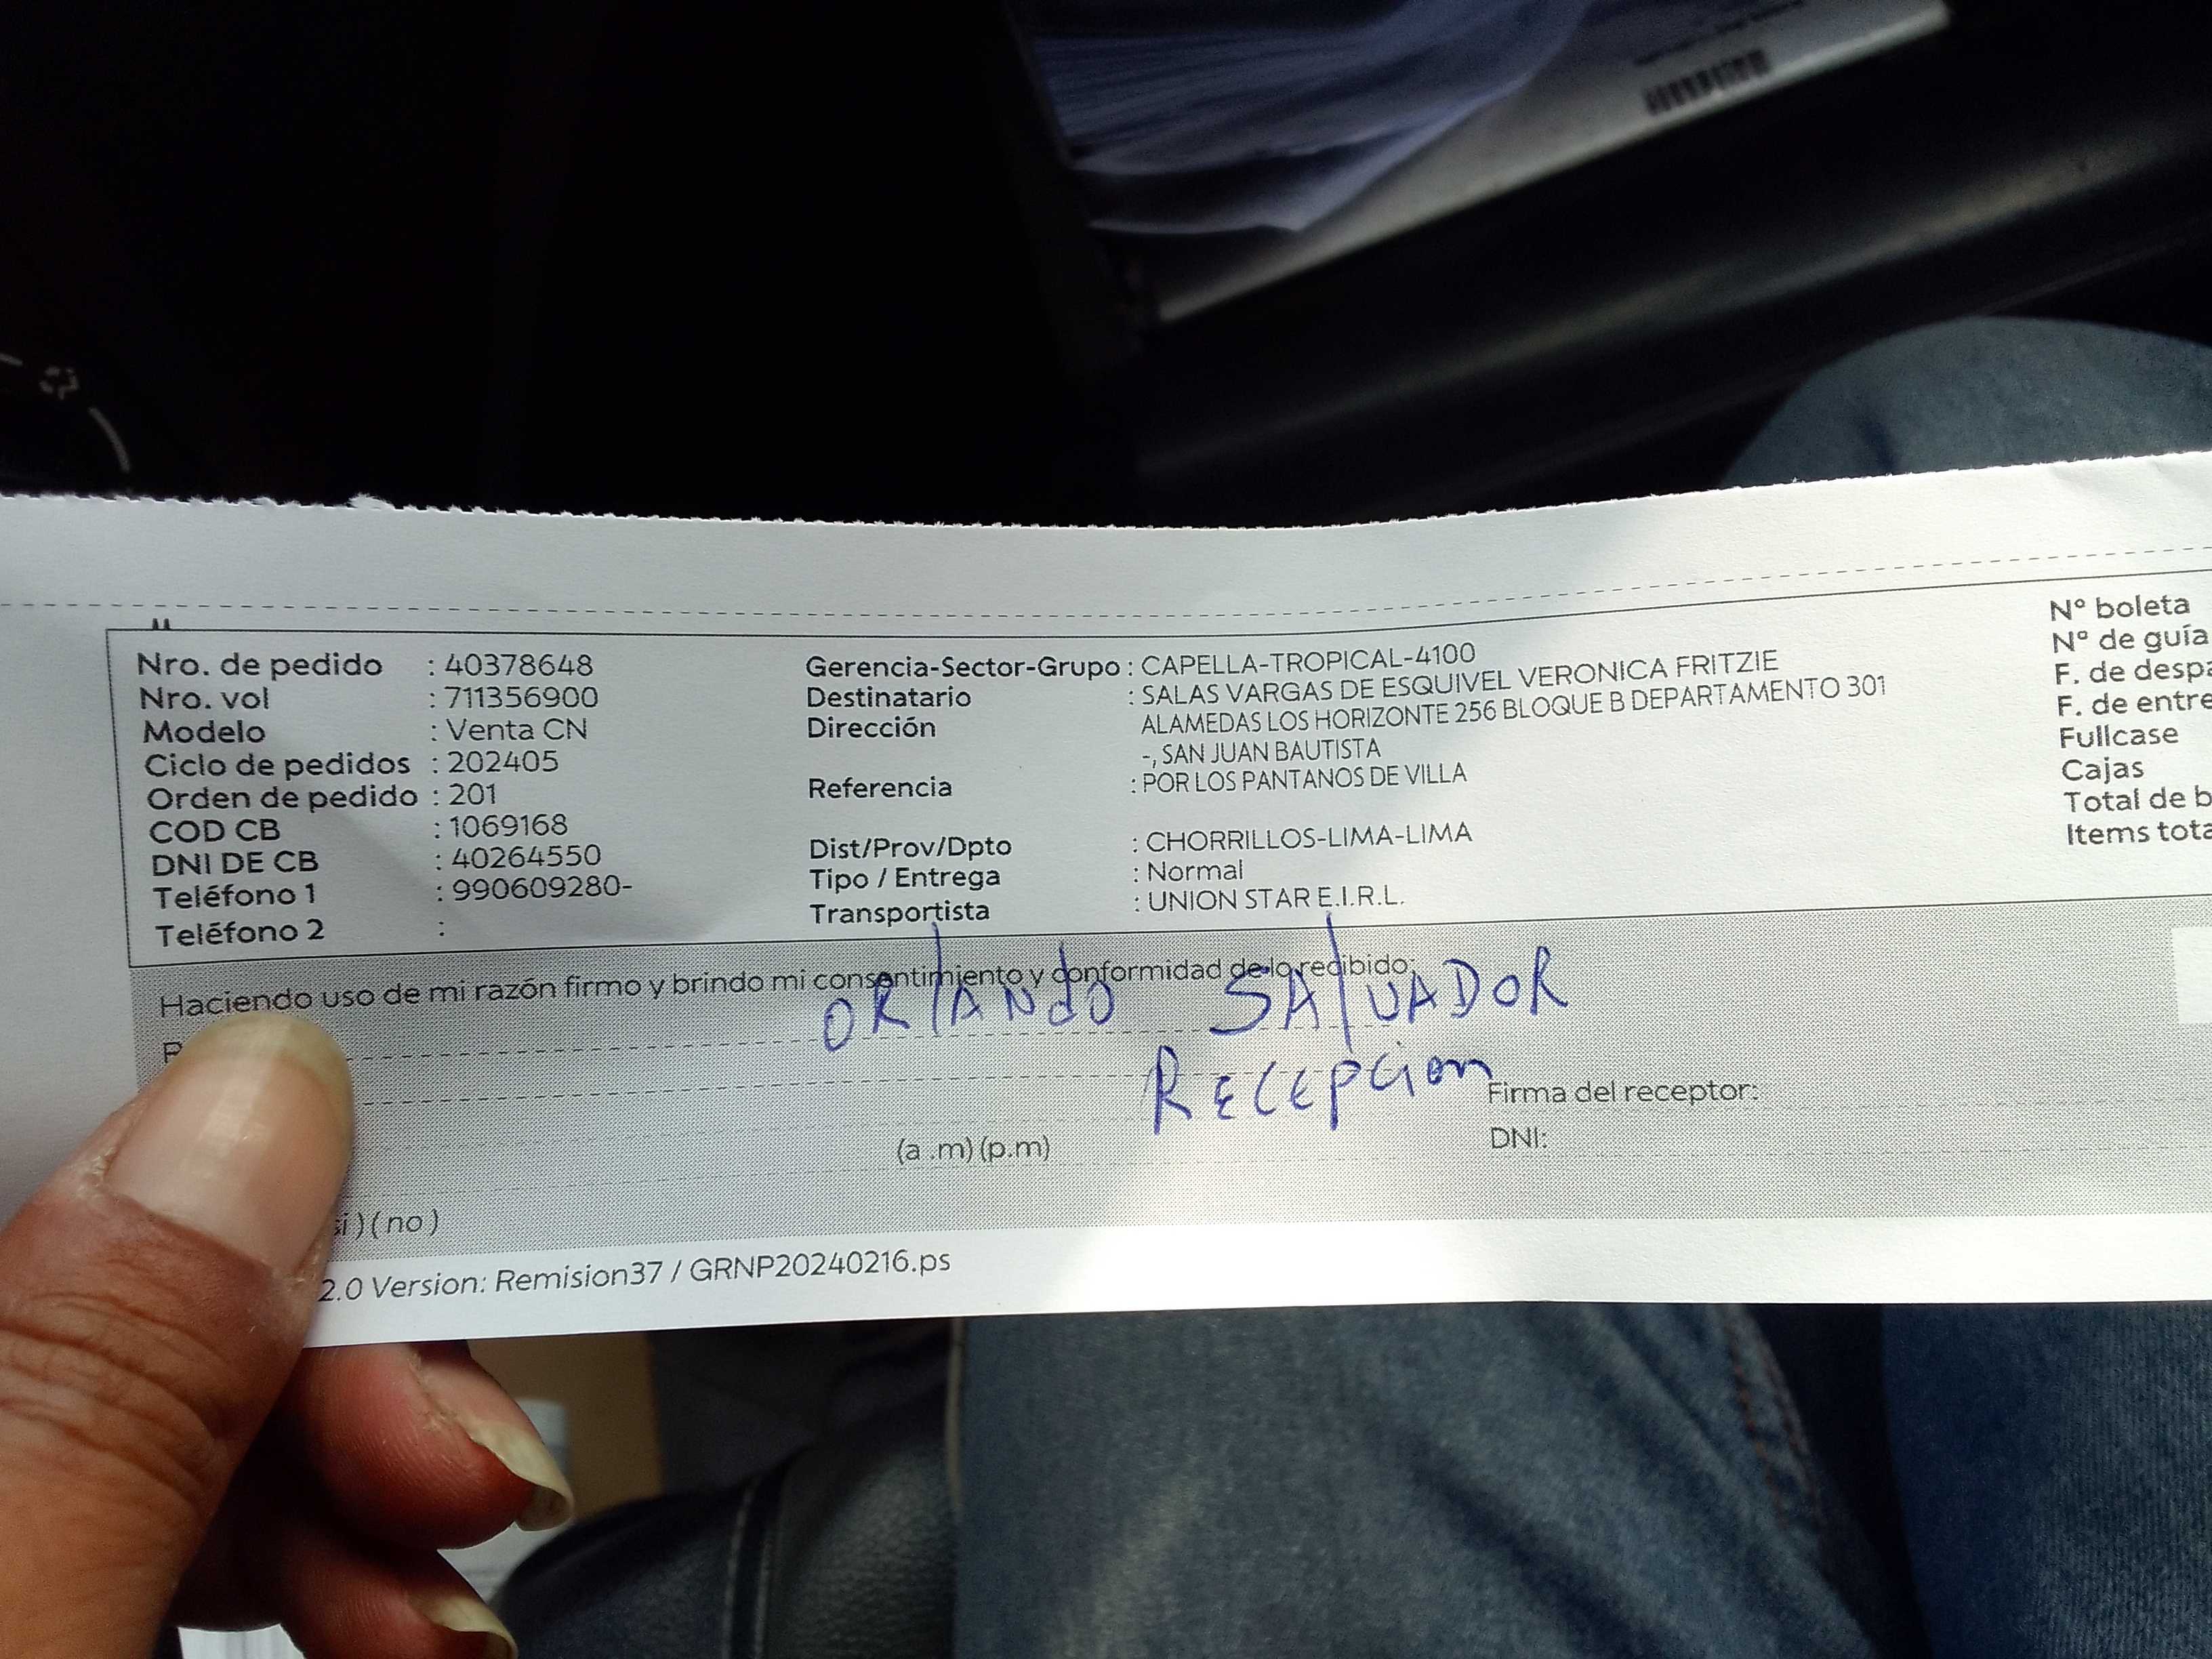 Nro. de pedido : 40378648
Nro. vol : 711356900
Modelo : Venta CN
Ciclo de pedidos : 202405
Orden de pedido : 201
COD CB : 1069168
DNI DE CB : 40264550
Teléfono 1 : 990609280-
Teléfono 2 :
Gerencia-Sector-Grupo : CAPELLA-TROPICAL-4100
Destinatario : SALAS VARGAS DE ESQUIVEL VERONICA FRITZIE
Dirección ALAMEDAS LOS HORIZONTE 256 BLOQUE B DEPARTAMENTO 301
-, SAN JUAN BAUTISTA
Referencia : POR LOS PANTANOS DE VILLA
Dist/Prov/Dpto : CHORRILLOS-LIMA-LIMA
Tipo / Entrega : Normal
Transportista : UNION STAR E.I.R.L.
Nº boleta
Nº de guía
F. de despa
F. de entre
Fullcase
Cajas
Total de b
Items tota
Haciendo uso de mi razón firmo y brindo mi consentimiento y conformidad de lo recibido:
ORlANdO SAlVADOR
RECEPCion
Firma del receptor:
(a .m) (p.m)
DNI:
si ) ( no )
2.0 Version: Remision37 / GRNP20240216.ps